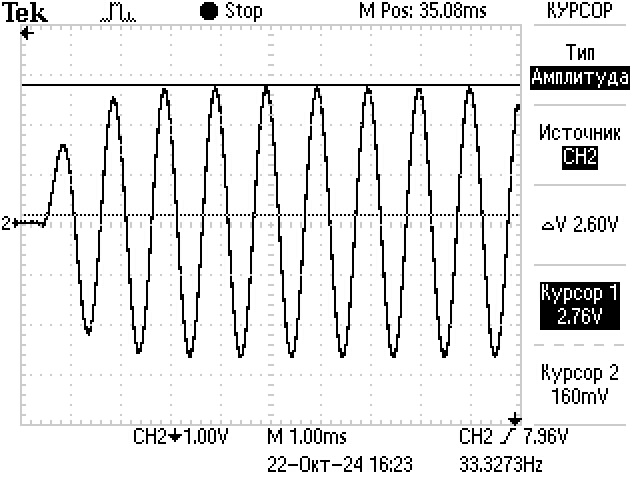 Tek Stop M Pos: 35.08ms КУРСОР
Тип
Амплитуда
Источник
CH2
△V 2.60V
Курсор 1
2.76V
Курсор 2
160mV
2
CH2 1.00V M 1.00ms CH2 7.96V
22-Окт-24 16:23 33.3273Hz